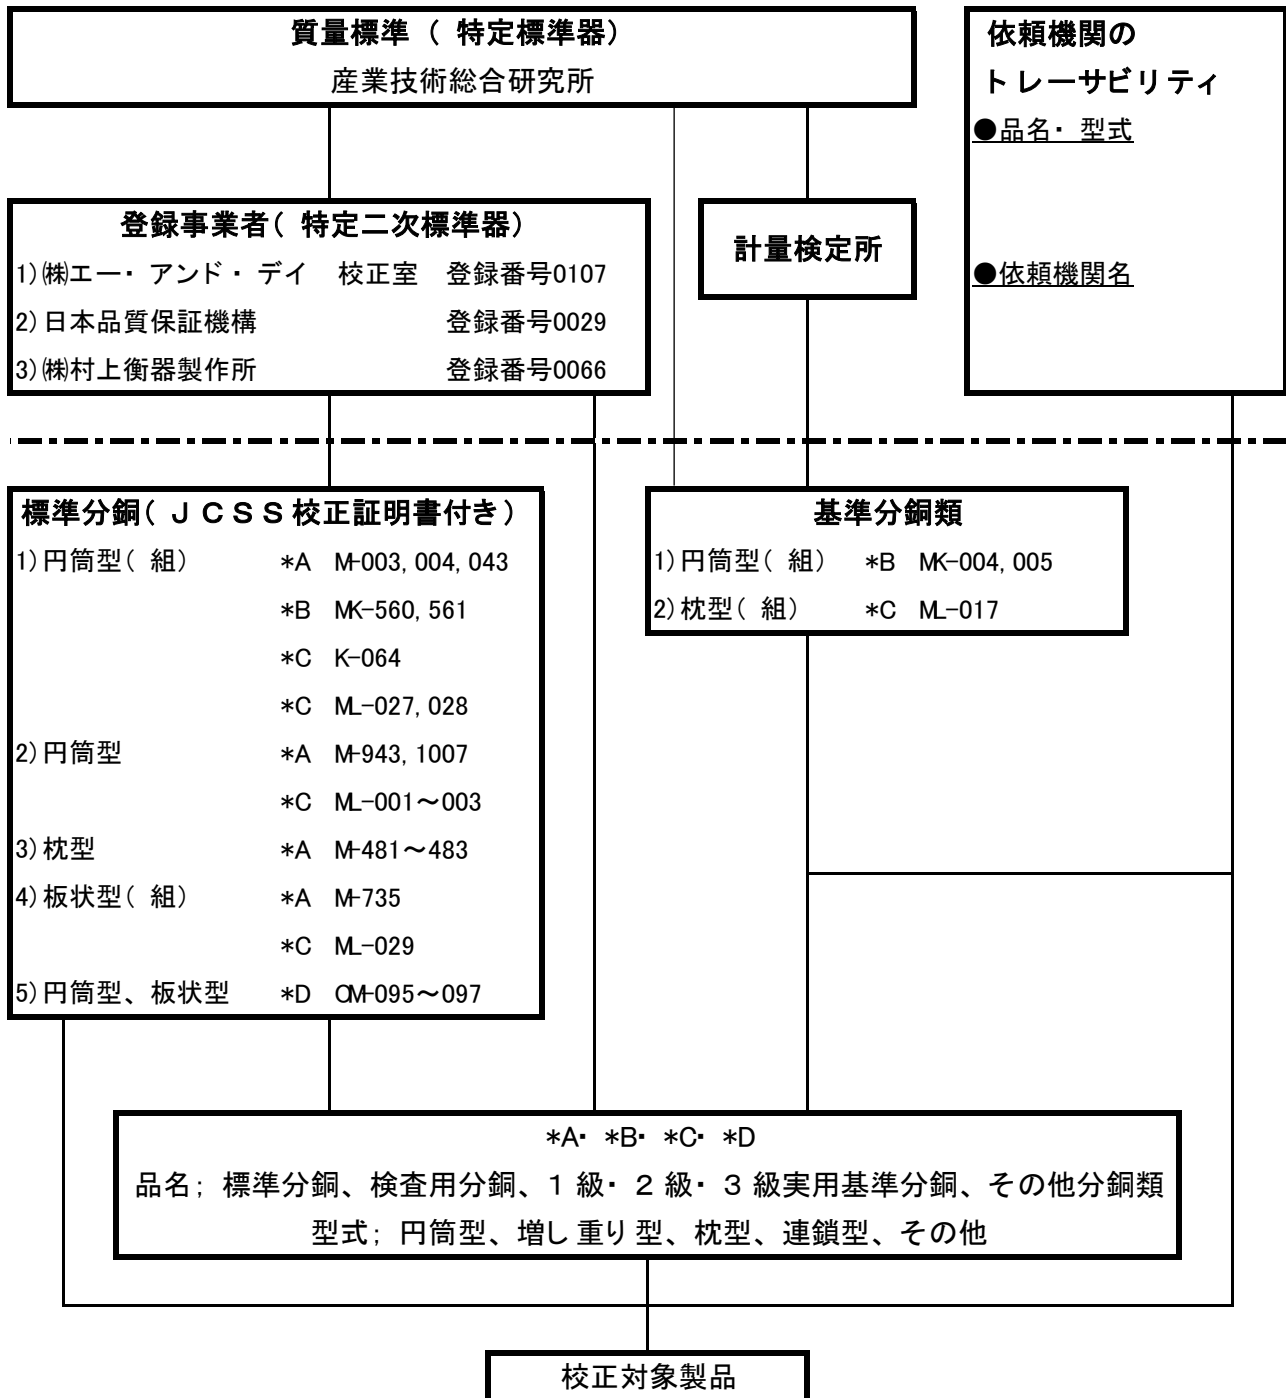 質量標準（特定標準器）
産業技術総合研究所
依頼機関の
トレーサビリティ
●品名・型式
●依頼機関名
登録事業者（特定二次標準器）
1)㈱エー・アンド・デイ　校正室　登録番号0107
2)日本品質保証機構　登録番号0029
3)㈱村上衡器製作所　登録番号0066
計量検定所
標準分銅（ＪＣＳＳ校正証明書付き）
1)円筒型（組）　*A　M-003,004,043
*B　MK-560,561
*C　K-064
*C　ML-027,028
2)円筒型　*A　M-943,1007
*C　ML-001～003
3)枕型　*A　M-481～483
4)板状型（組）　*A　M-735
*C　ML-029
5)円筒型、板状型　*D　CM-095～097
基準分銅類
1)円筒型（組）　*B　MK-004,005
2)枕型（組）　*C　ML-017
*A・*B・*C・*D
品名；標準分銅、検査用分銅、１級・２級・３級実用基準分銅、その他分銅類
型式；円筒型、増し重り型、枕型、連鎖型、その他
校正対象製品